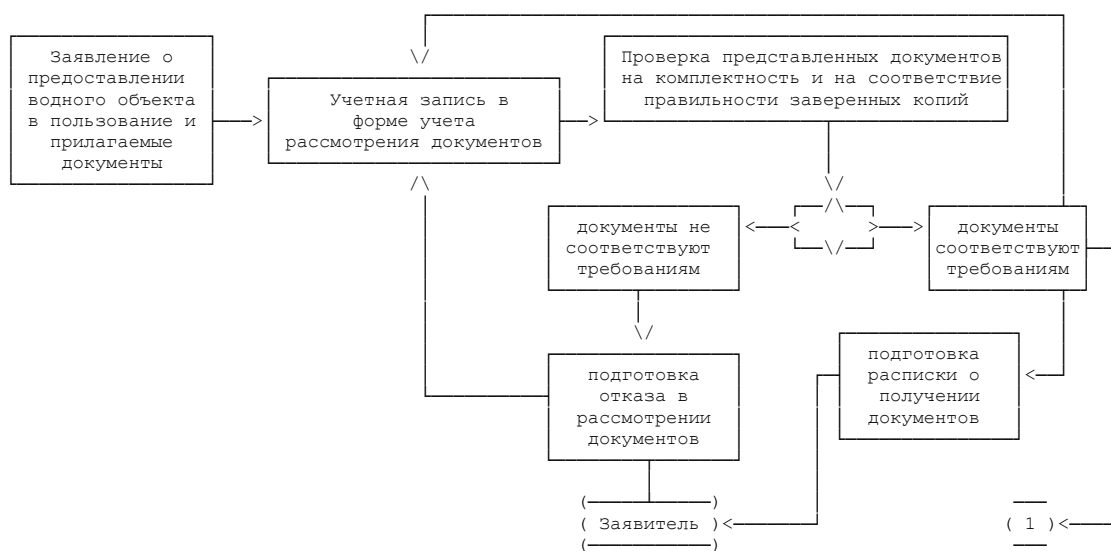 Заявление о
предоставлении
водного объекта
в пользование и
прилагаемые
документы
Учетная запись в
форме учета
рассмотрения документов
Проверка представленных документов
на комплектность и на соответствие
правильности заверенных копий
документы не
соответствуют
требованиям
документы
соответствуют
требованиям
подготовка
отказа в
рассмотрении
документов
подготовка
расписки о
получении
документов
( Заявитель )
( 1 )